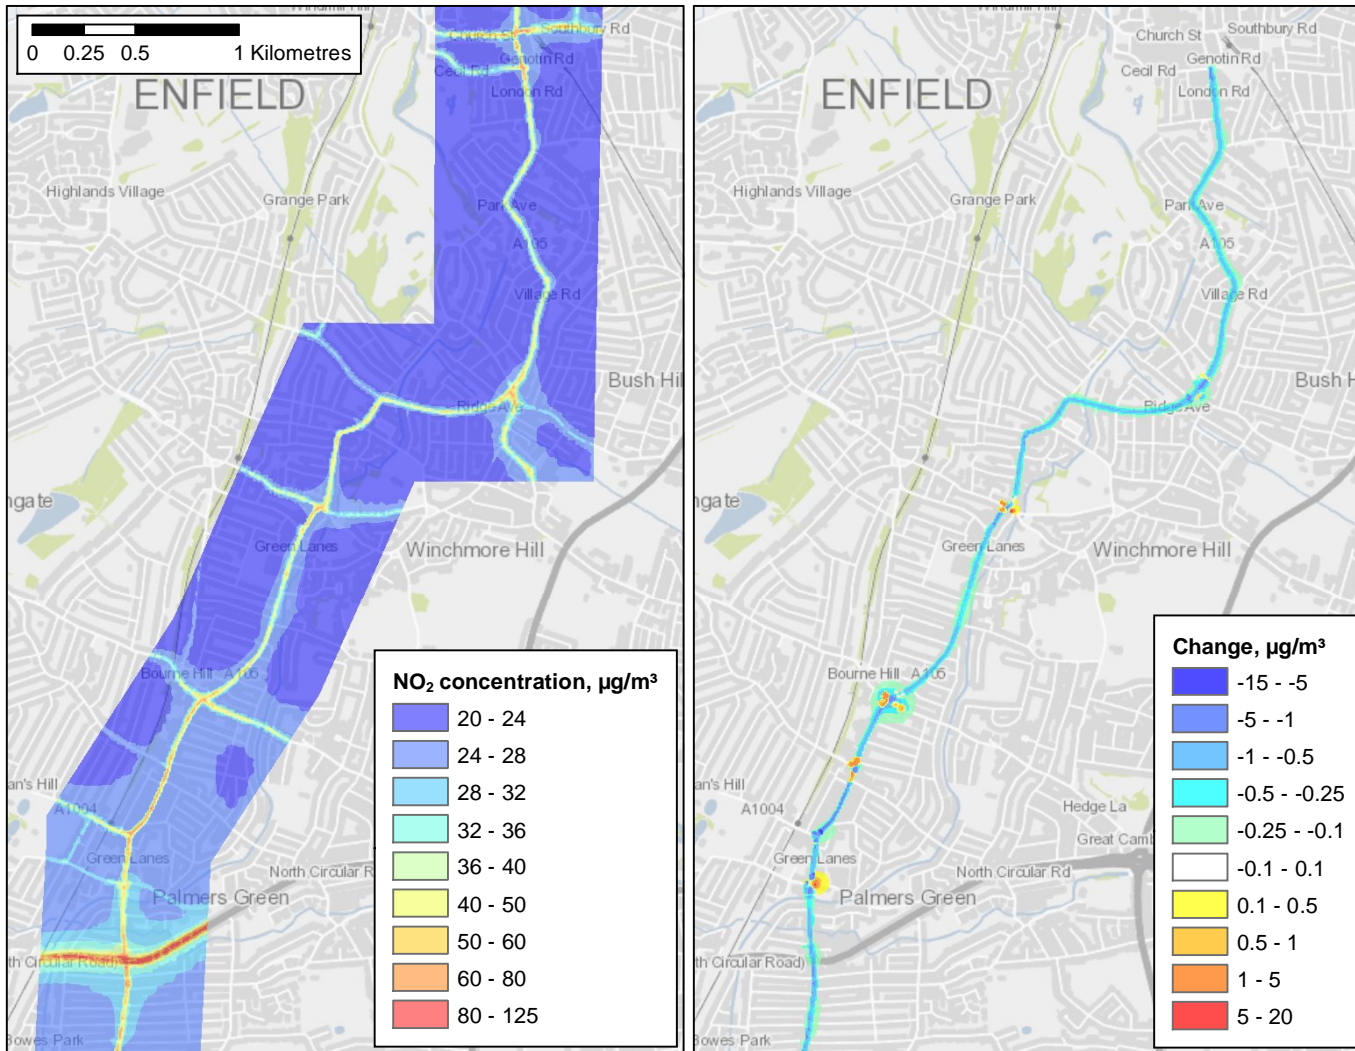 0 0.25 0.5 1 Kilometres
Church St
Southbury Rd
Genotin Rd
Cecil Rd
London Rd
ENFIELD
Highlands Village
Grange Park
Park Ave
A105
Village Rd
Bush Hil
Ridge Ave
ngate
Green Lanes
Winchmore Hill
Bourne Hill
A105
an's Hill
A1004
Green Lanes
North Circular R
Palmers Green
th Circular Road)
Bowes Park
NO₂ concentration, µg/m³
20 - 24
24 - 28
28 - 32
32 - 36
36 - 40
40 - 50
50 - 60
60 - 80
80 - 125
Church St
Southbury Rd
Genotin Rd
Cecil Rd
London Rd
ENFIELD
Highlands Village
Grange Park
Park Ave
A105
Village Rd
Bush H
Ridge Ave
ngate
Green Lanes
Winchmore Hill
Bourne Hill
A105
an's Hill
A1004
Hedge La
Great Camb
Green Lanes
North Circular Rd
Palmers Green
th Circular Road)
Bowes Park
Change, µg/m³
-15 - -5
-5 - -1
-1 - -0.5
-0.5 - -0.25
-0.25 - -0.1
-0.1 - 0.1
0.1 - 0.5
0.5 - 1
1 - 5
5 - 20